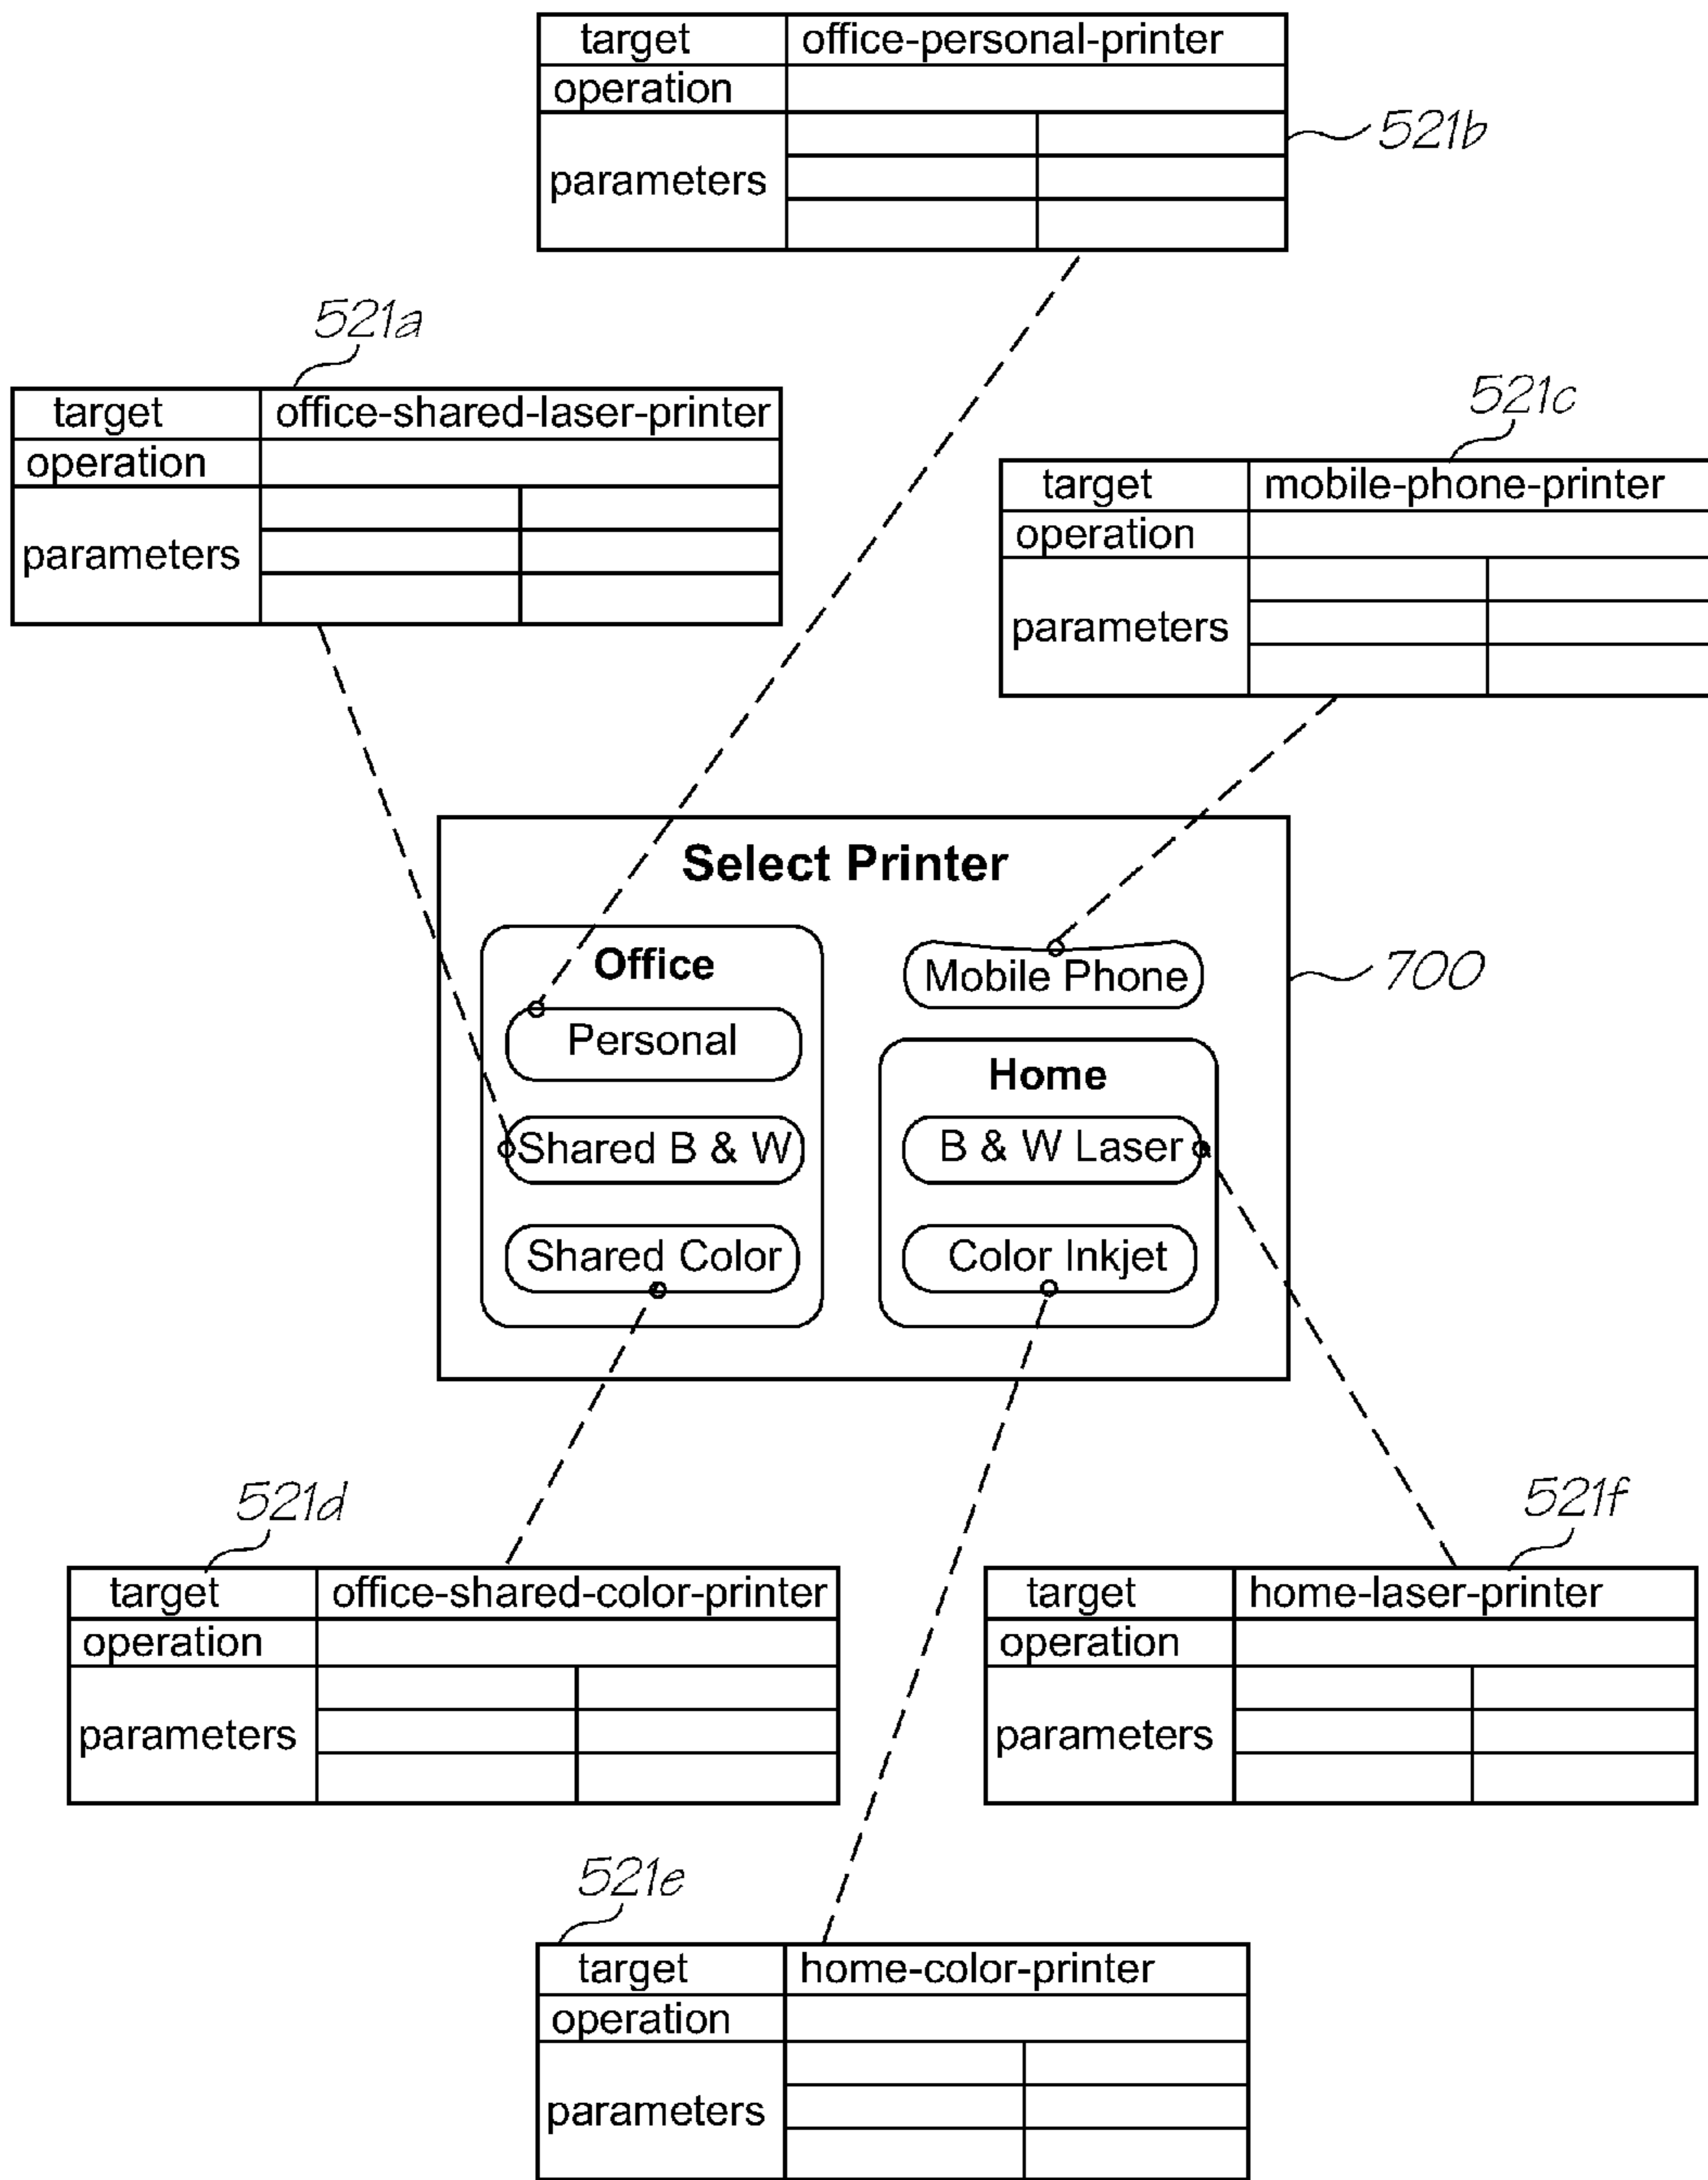 target office-personal-printer
operation
parameters
521b
521a
target office-shared-laser-printer
operation
parameters
521c
target mobile-phone-printer
operation
parameters
Select Printer
Office
Personal
Shared B & W
Shared Color
Mobile Phone
Home
B & W Laser
Color Inkjet
700
521d
target office-shared-color-printer
operation
parameters
521f
target home-laser-printer
operation
parameters
521e
target home-color-printer
operation
parameters